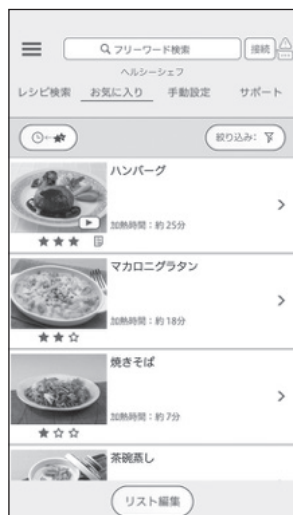 フリーワード検索
接続
ヘルシーシェフ
レシピ検索 お気に入り 手動設定 サポート
絞り込み:
ハンバーグ
加熱時間:約25分
マカロニグラタン
加熱時間:約18分
焼きそば
加熱時間:約7分
茶碗蒸し
リスト編集